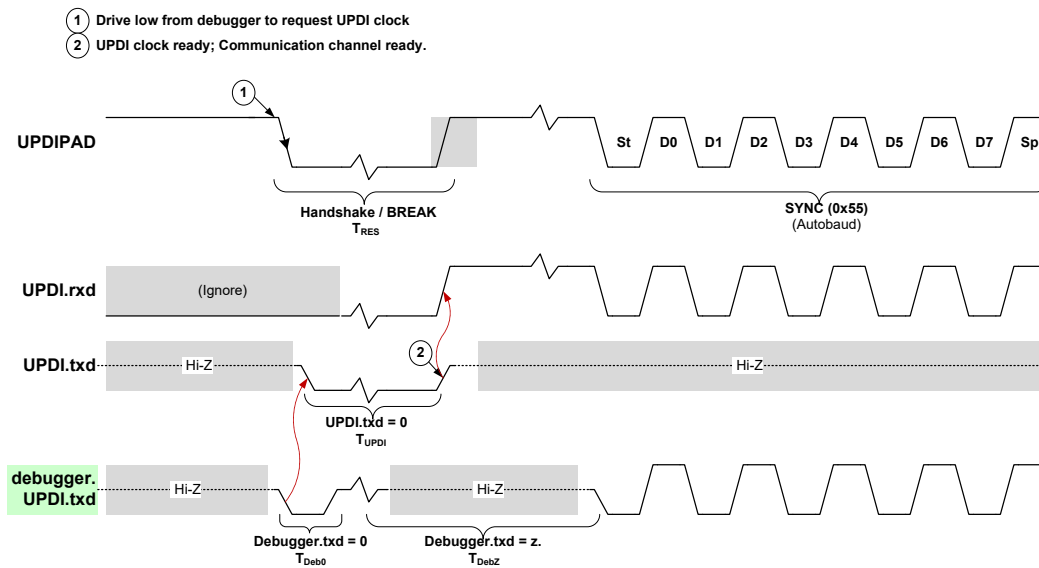 1 Drive low from debugger to request UPDI clock
2 UPDI clock ready; Communication channel ready.
1
UPDIPAD
St D0 D1 D2 D3 D4 D5 D6 D7 Sp
Handshake / BREAK
TRES
SYNC (0x55)
(Autobaud)
UPDI.rxd
(Ignore)
UPDI.txd
Hi-Z
2
Hi-Z
UPDI.txd = 0
TUPDI
debugger.
UPDI.txd
Hi-Z
Hi-Z
Debugger.txd = 0
TDeb0
Debugger.txd = z.
TDebZ